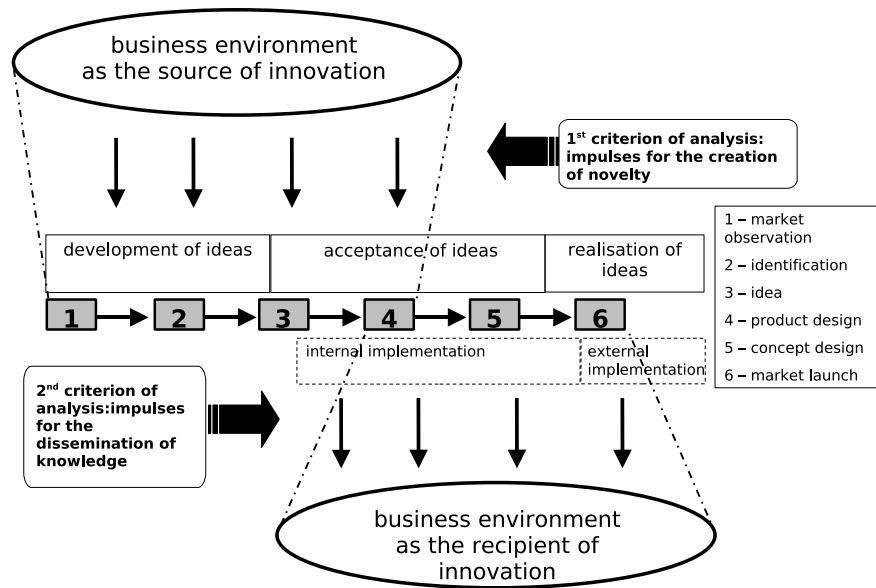 business environment
as the source of innovation
1st criterion of analysis:
impulses for the creation
of novelty
development of ideas
acceptance of ideas
realisation of
ideas
1 – market
observation
2 – identification
3 – idea
4 – product design
5 – concept design
6 – market launch
1
2
3
4
5
6
internal implementation
external
implementation
2nd criterion of
analysis:impulses
for the
dissemination of
knowledge
business environment
as the recipient of
innovation